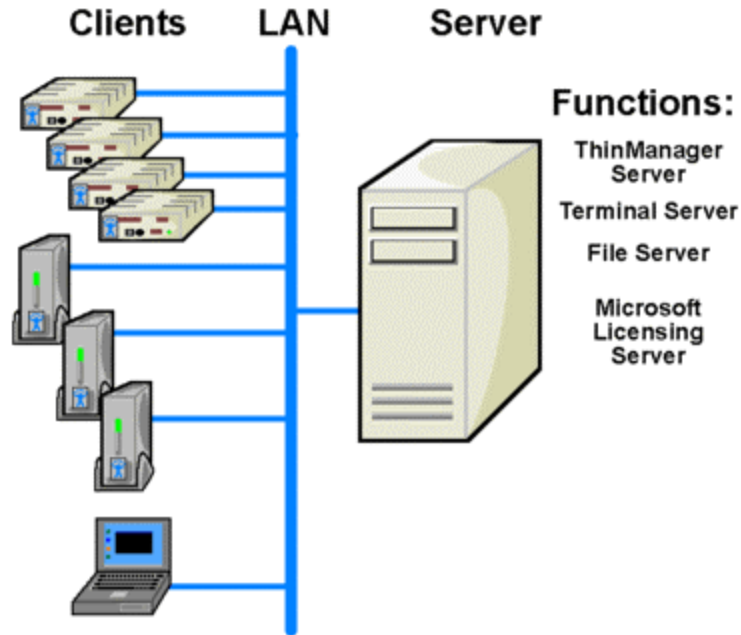 Clients
LAN
Server
Functions:
ThinManager
Server
Terminal Server
File Server
Microsoft
Licensing
Server